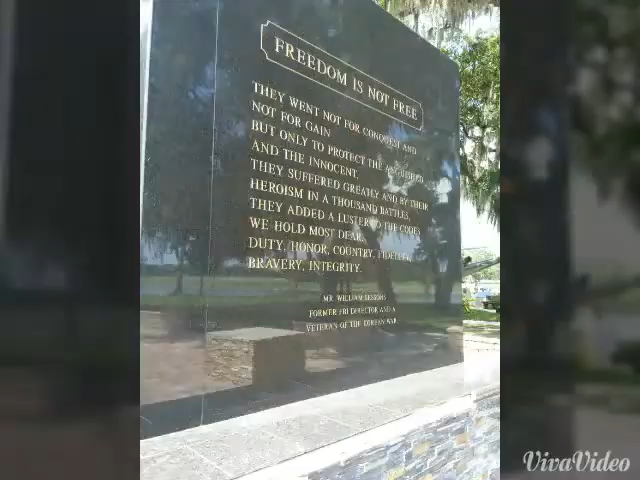 FREEDOM IS NOT FREE
THEY WENT NOT FOR CONQUEST AND
NOT FOR GAIN
BUT ONLY TO PROTECT THE ANGUISHED
AND THE INNOCENT.
THEY SUFFERED GREATLY AND BY THEIR
HEROISM IN A THOUSAND BATTLES,
THEY ADDED A LUSTER TO THE CODES
WE HOLD MOST DEAR,
DUTY, HONOR, COUNTRY, FIDELITY,
BRAVERY, INTEGRITY.
MR. WILLIAM SESSIONS
FORMER FBI DIRECTOR AND A
VETERAN OF THE KOREAN WAR
VivaVideo